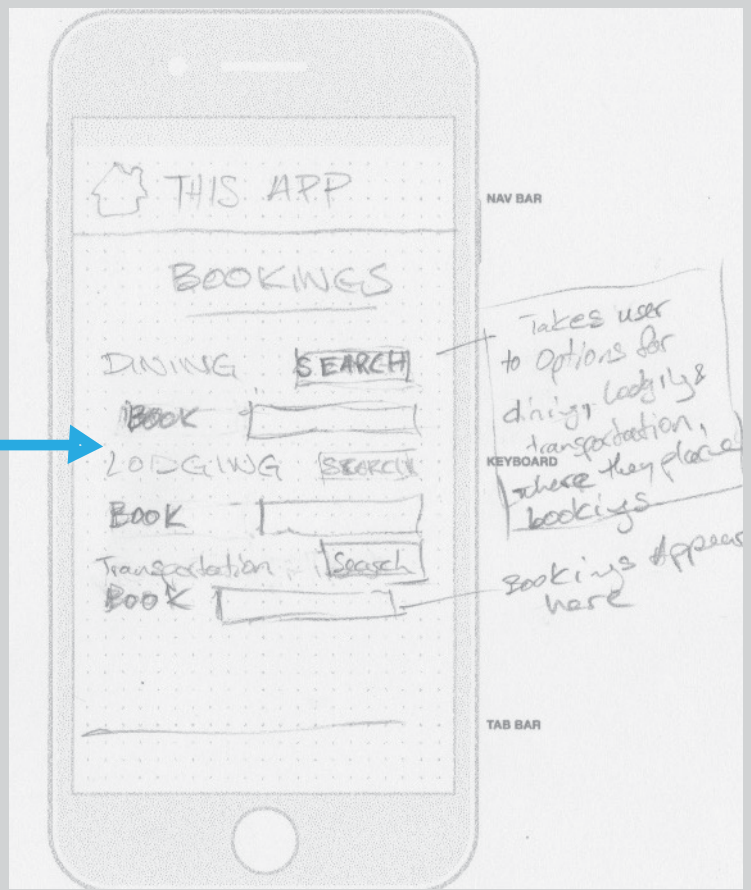 THIS APP
NAV BAR
BOOKINGS
DINING SEARCH
BOOK
LODGING SEARCH
BOOK
Transportation Search
BOOK
Takes user
to options for
dining, lodging &
transportation,
KEYBOARD
where they place
bookings
Bookings Appear
here
TAB BAR